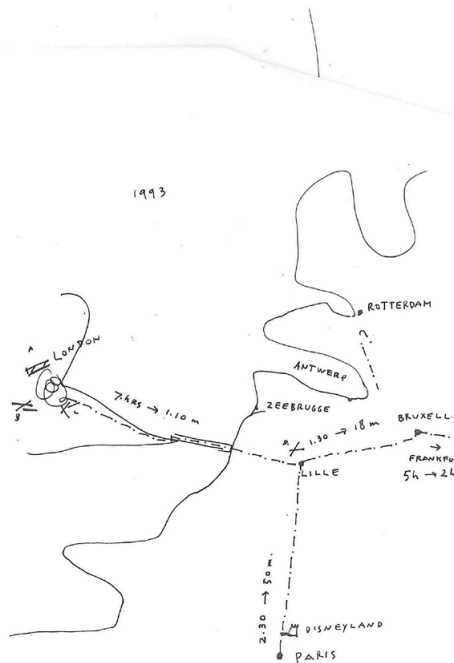 1993
ROTTERDAM
?
A
LONDON
ANTWERP
7.HRS → 1.10 m
ZEEBRUGGE
B
1.30 → 18 m
BRUXELL
LILLE
→
FRANKFU
5h → 2h
2.30 → 50 m.
DISNEYLAND
PARIS